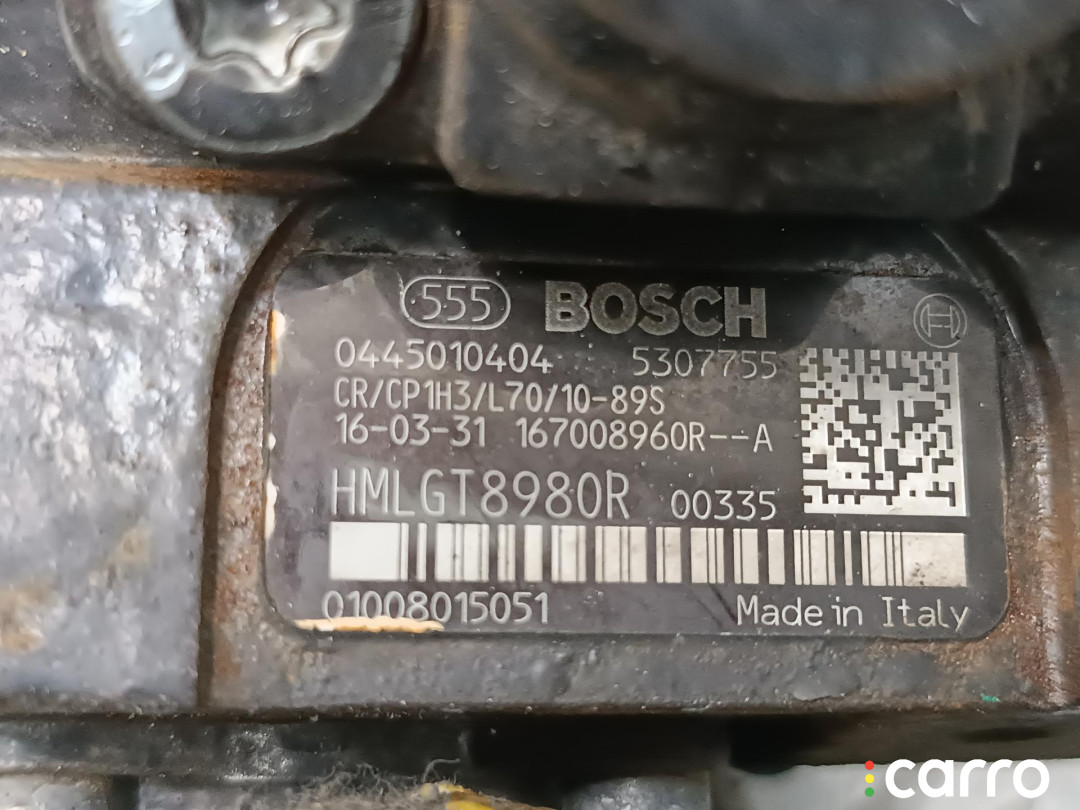 555 BOSCH
0445010404 5307755
CR/CP1H3/L70/10-89S
16-03-31 167008960R--A
HMLGT8980R 00335
01008015051 Made in Italy
carro